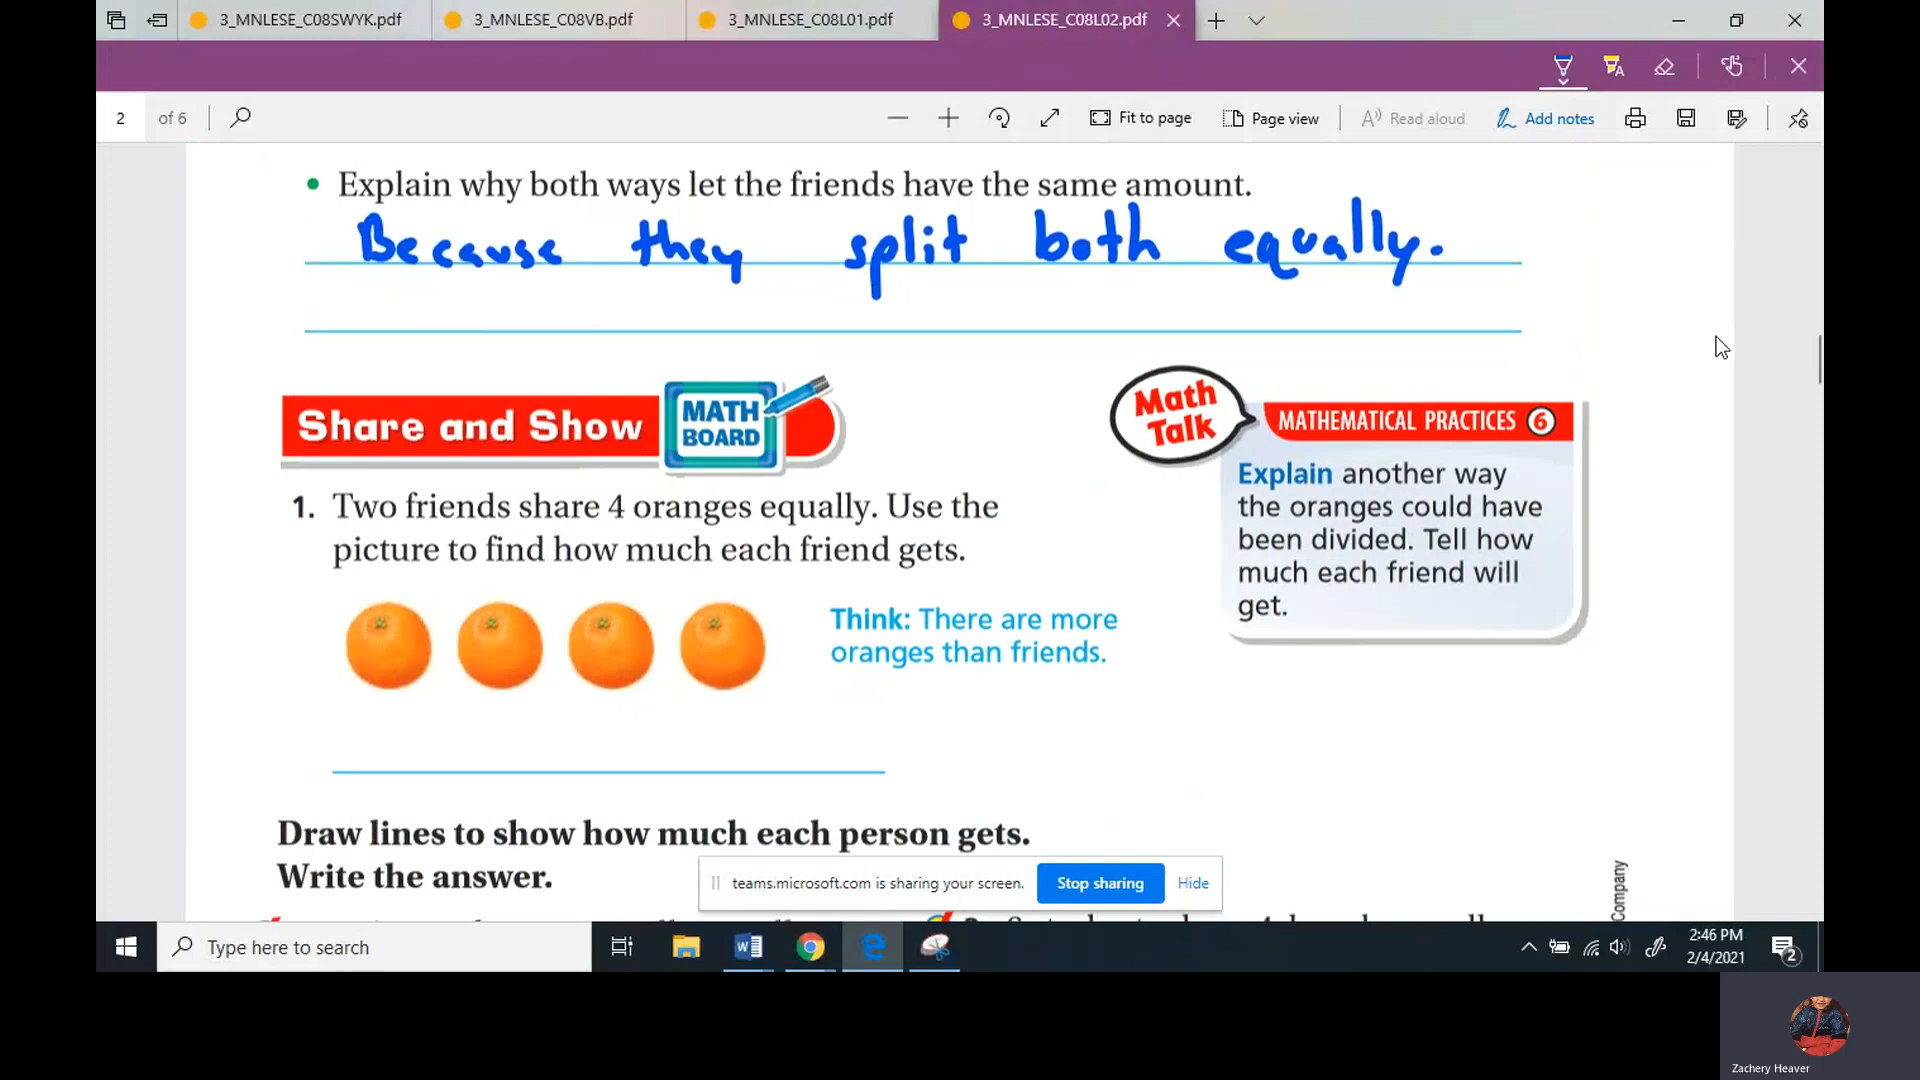 3_MNLESE_C08SWYK.pdf 3_MNLESE_C08VB.pdf 3_MNLESE_C08L01.pdf 3_MNLESE_C08L02.pdf
2 of 6 Fit to page Page view Read aloud Add notes
• Explain why both ways let the friends have the same amount.
Because they split both equally.
Share and Show MATH BOARD
Math Talk
MATHEMATICAL PRACTICES 6
Explain another way
the oranges could have
been divided. Tell how
much each friend will
get.
1. Two friends share 4 oranges equally. Use the
picture to find how much each friend gets.
Think: There are more
oranges than friends.
Draw lines to show how much each person gets.
Write the answer.
Company
teams.microsoft.com is sharing your screen. Stop sharing Hide
Type here to search
2:46 PM
2/4/2021
2
Zachery Heaver